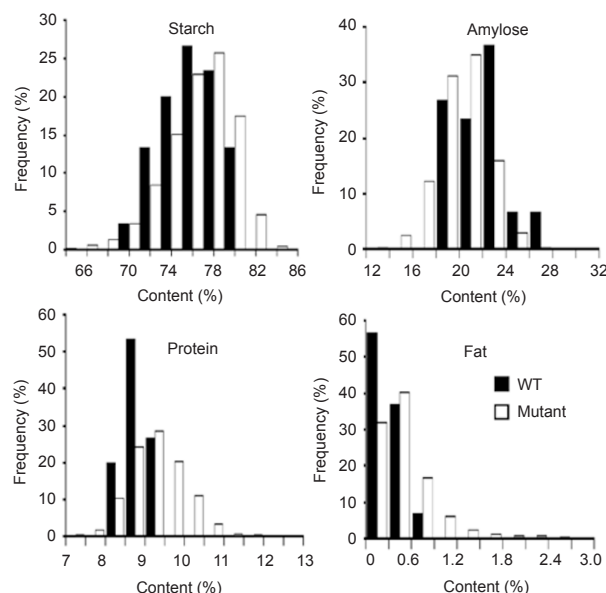 Starch
Frequency (%)
30
25
20
15
10
5
0
66 70 74 78 82 86
Content (%)
Amylose
Frequency (%)
40
30
20
10
0
12 16 20 24 28 32
Content (%)
Protein
Frequency (%)
60
50
40
30
20
10
0
7 8 9 10 11 12 13
Content (%)
Fat
WT
Mutant
Frequency (%)
60
50
40
30
20
10
0
0 0.6 1.2 1.8 2.4 3.0
Content (%)